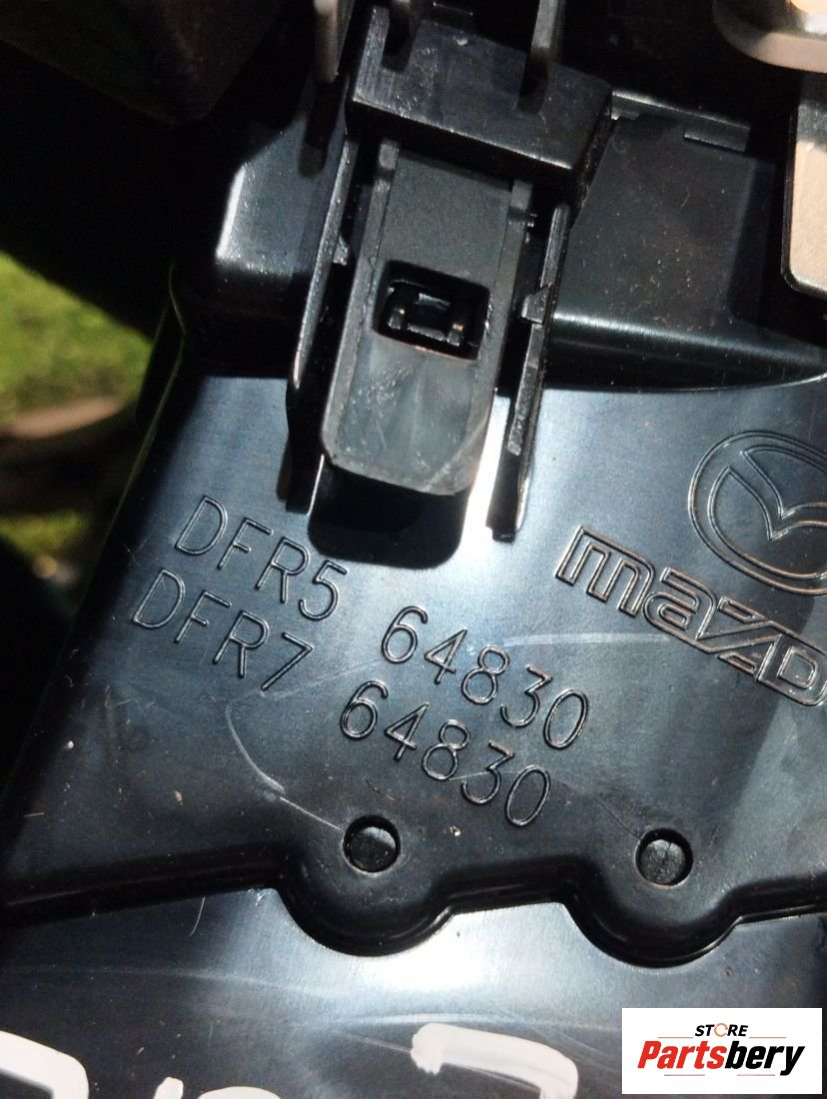 DFR5 64830
DFR7 64830
mazDa
STORE
Partsbery